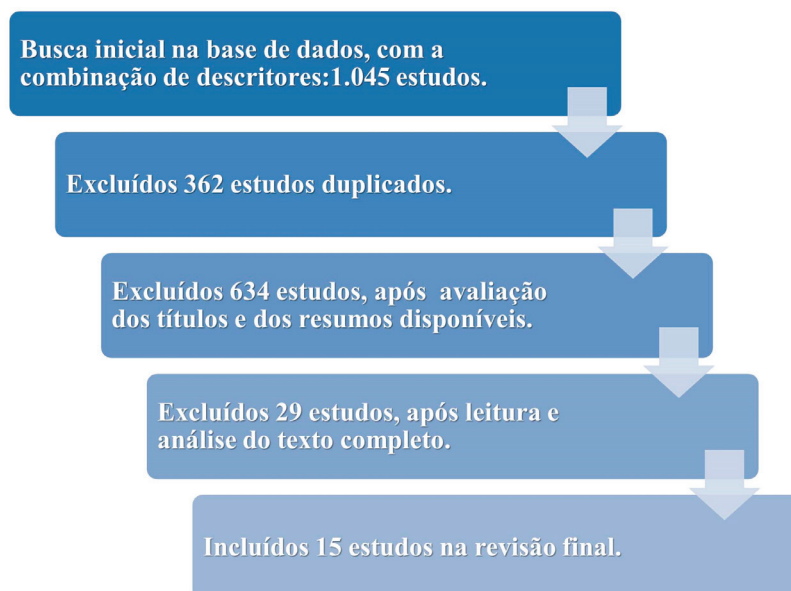 Busca inicial na base de dados, com a
combinação de descritores:1.045 estudos.
Excluídos 362 estudos duplicados.
Excluídos 634 estudos, após avaliação
dos títulos e dos resumos disponíveis.
Excluídos 29 estudos, após leitura e
análise do texto completo.
Incluídos 15 estudos na revisão final.